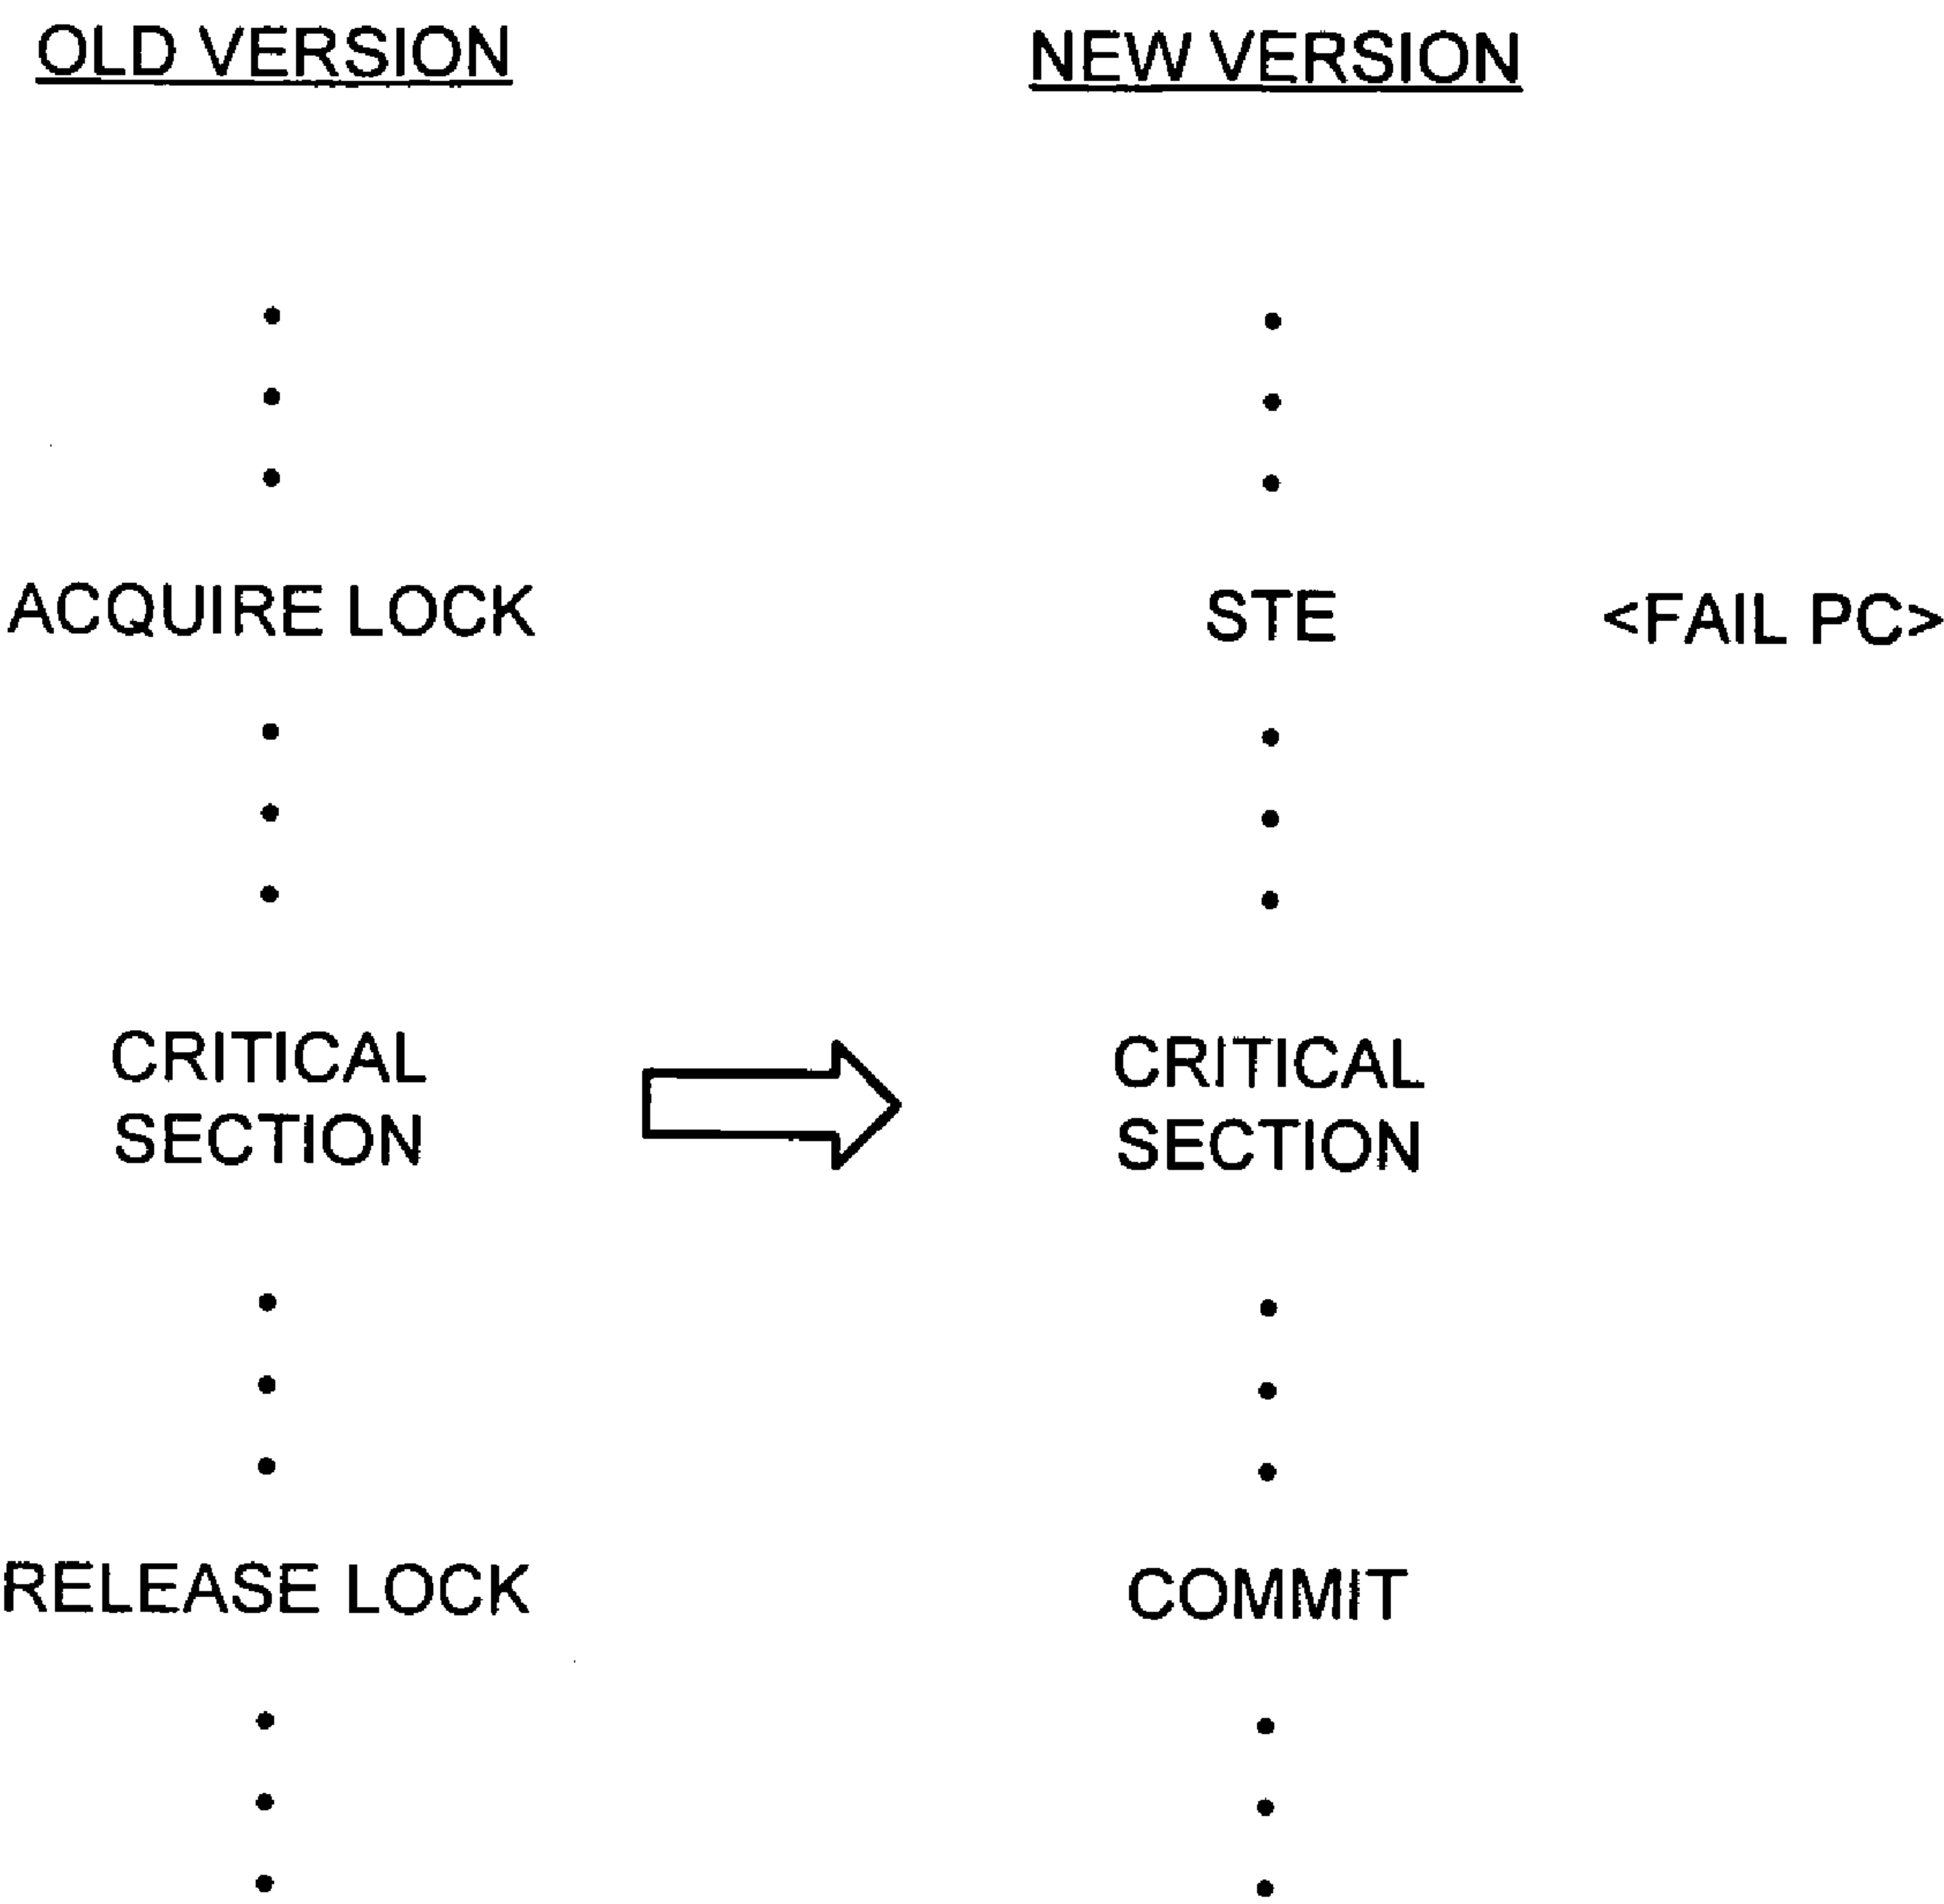 OLD VERSION
NEW VERSION
ACQUIRE LOCK
STE <FAIL PC>
CRITICAL
SECTION
CRITICAL
SECTION
RELEASE LOCK
COMMIT